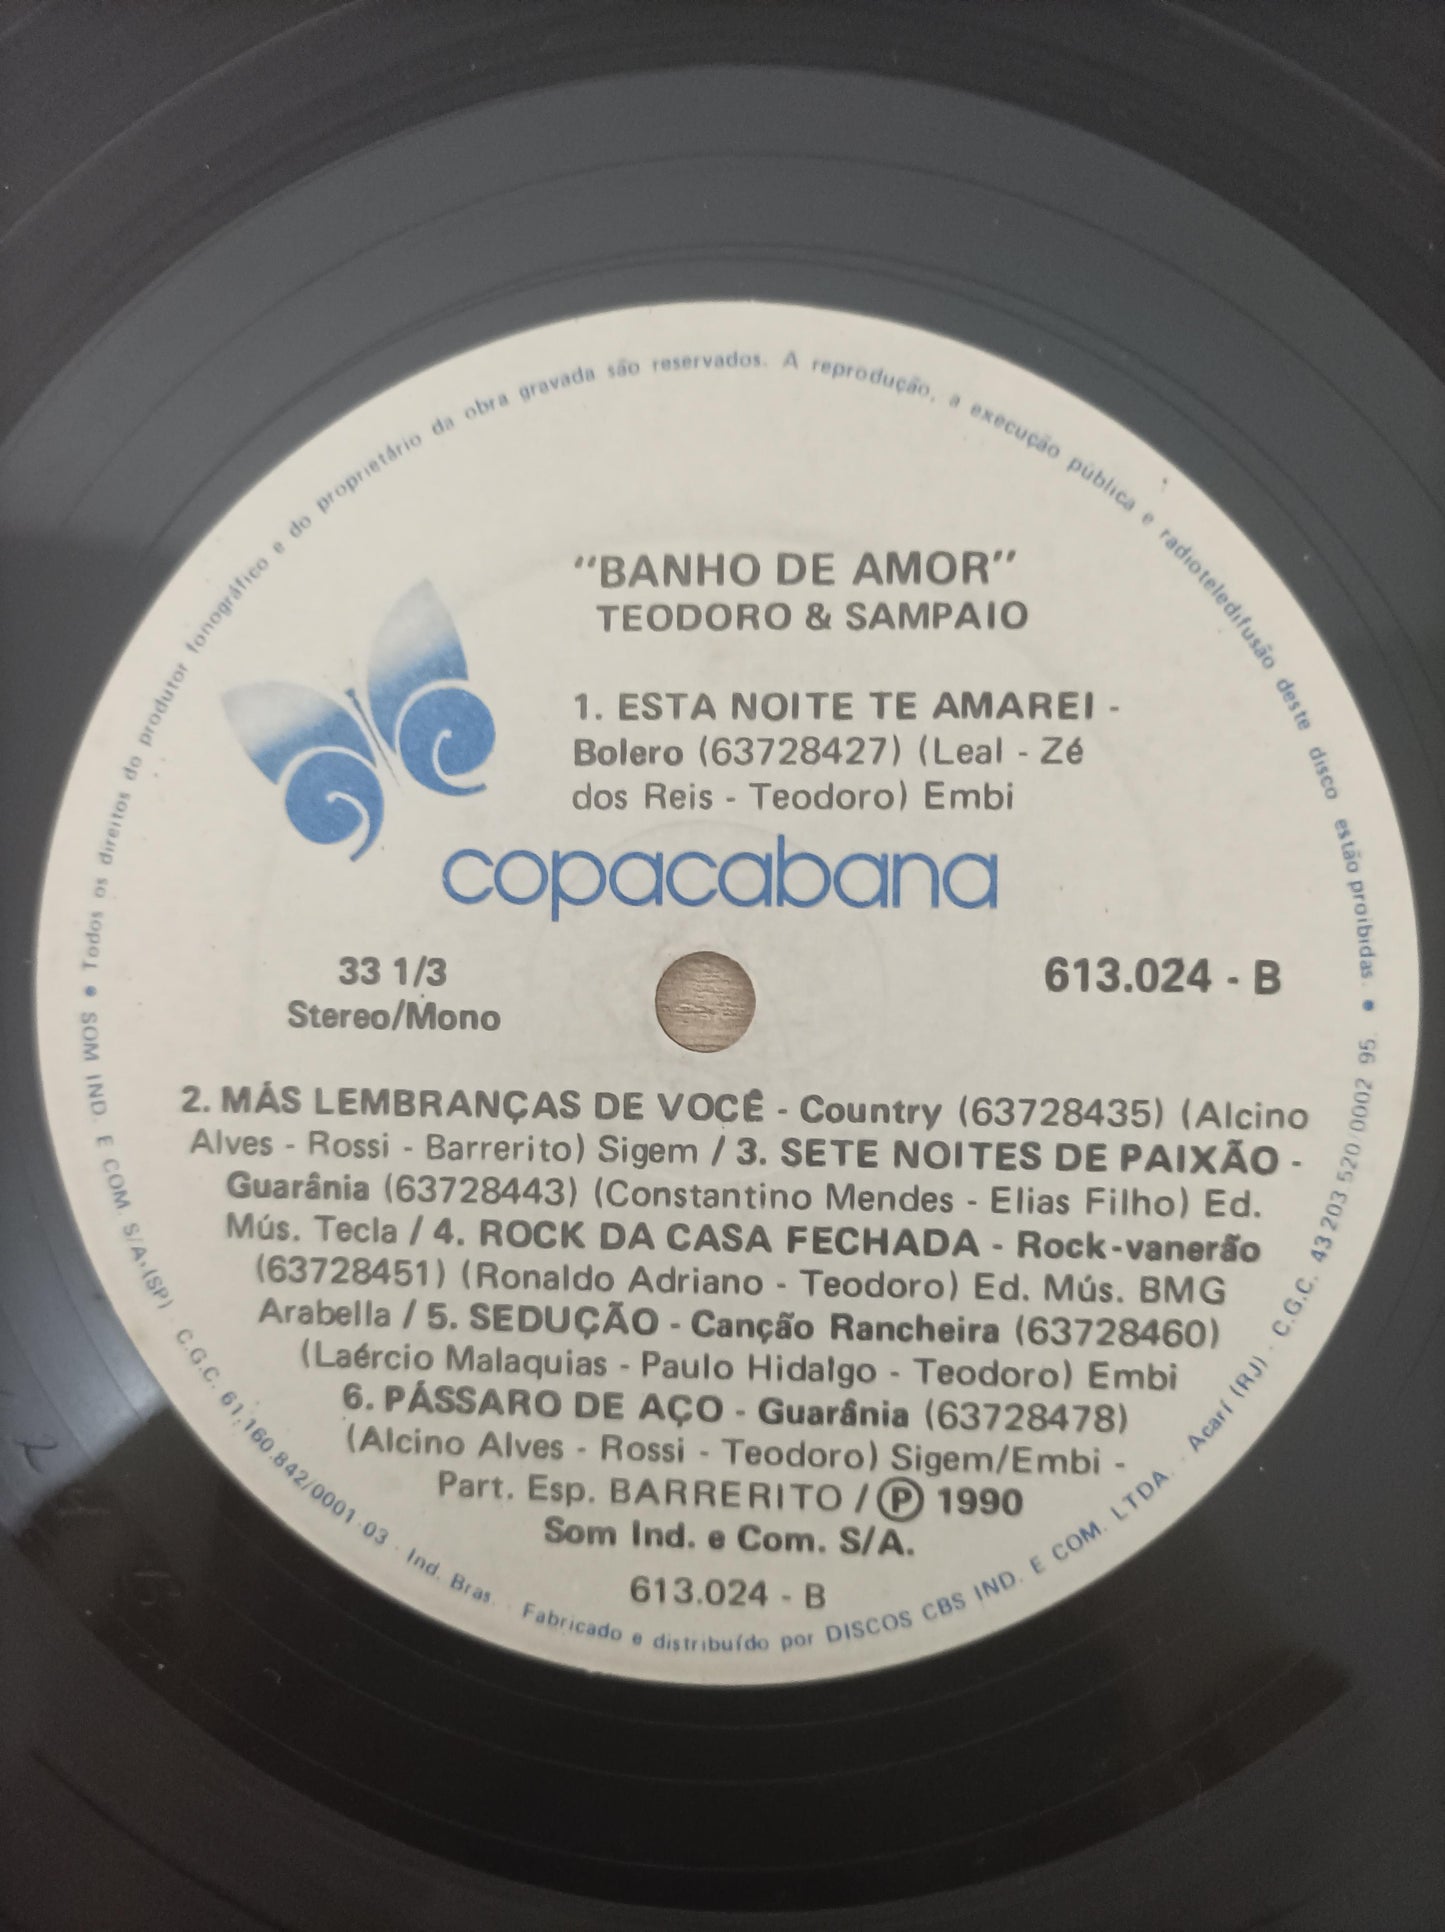 "BANHO DE AMOR"
TEODORO & SAMPAIO
1. ESTA NOITE TE AMAREI -
Bolero (63728427) (Leal - Zé
dos Reis - Teodoro) Embi
copacabana
33 1/3
Stereo/Mono
613.024 - B
2. MÁS LEMBRANÇAS DE VOCÊ - Country (63728435) (Alcino
Alves - Rossi - Barrerito) Sigem / 3. SETE NOITES DE PAIXÃO -
Guarânia (63728443) (Constantino Mendes - Elias Filho) Ed.
Mús. Tecla / 4. ROCK DA CASA FECHADA - Rock-vanerão
(63728451) (Ronaldo Adriano - Teodoro) Ed. Mús. BMG
Arabella / 5. SEDUÇÃO - Canção Rancheira (63728460)
(Laércio Malaquias - Paulo Hidalgo - Teodoro) Embi
6. PÁSSARO DE AÇO - Guarânia (63728478)
(Alcino Alves - Rossi - Teodoro) Sigem/Embi -
Part. Esp. BARRERITO / Ⓟ 1990
Som Ind. e Com. S/A.
613.024 - B
● Todos os direitos do produtor fonográfico e do proprietário da obra gravada são reservados. A reprodução, a execução pública e radioteledifusão deste disco estão proibidas. ●
SOM IND. E COM. S/A. (SP) · C.G.C. 61.160.842/0001-03 · Ind. Bras. · Fabricado e distribuído por DISCOS CBS IND. E COM. LTDA. · Acarí (RJ) · C.G.C. 43 203 520/0002 95.